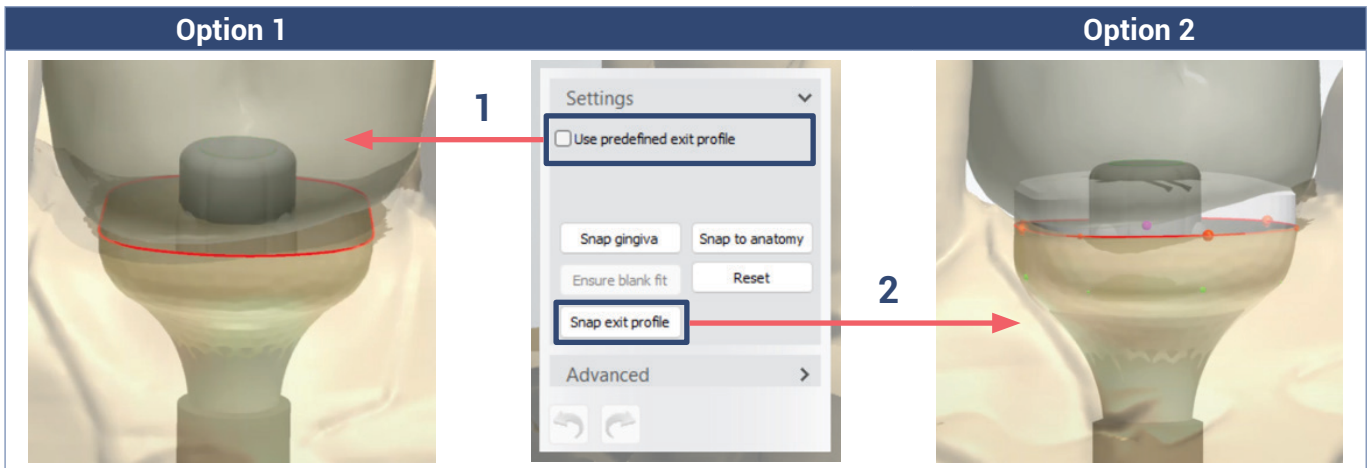 Option 1
Option 2
1
Settings
Use predefined exit profile
Snap gingiva
Snap to anatomy
Ensure blank fit
Reset
2
Snap exit profile
Advanced